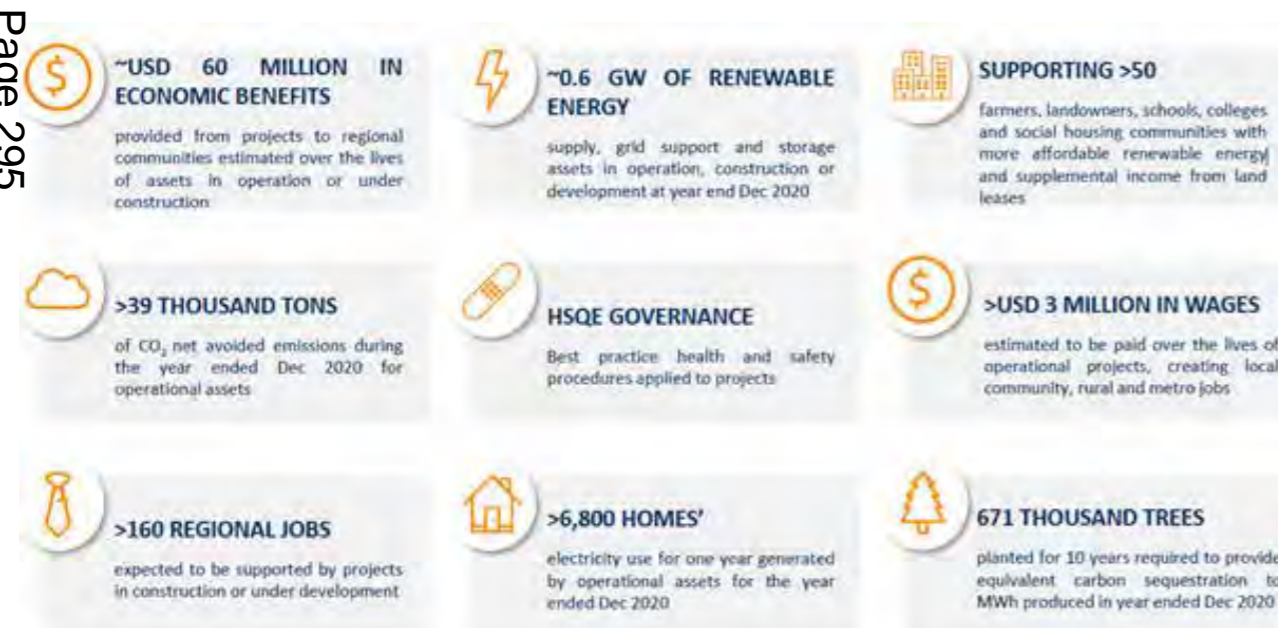 Page 295
~USD 60 MILLION IN
ECONOMIC BENEFITS
provided from projects to regional
communities estimated over the lives
of assets in operation or under
construction
~0.6 GW OF RENEWABLE
ENERGY
supply, grid support and storage
assets in operation, construction or
development at year end Dec 2020
SUPPORTING >50
farmers, landowners, schools, colleges
and social housing communities with
more affordable renewable energy
and supplemental income from land
leases
>39 THOUSAND TONS
of CO₂ net avoided emissions during
the year ended Dec 2020 for
operational assets
HSQE GOVERNANCE
Best practice health and safety
procedures applied to projects
>USD 3 MILLION IN WAGES
estimated to be paid over the lives of
operational projects, creating local
community, rural and metro jobs
>160 REGIONAL JOBS
expected to be supported by projects
in construction or under development
>6,800 HOMES'
electricity use for one year generated
by operational assets for the year
ended Dec 2020
671 THOUSAND TREES
planted for 10 years required to provide
equivalent carbon sequestration to
MWh produced in year ended Dec 2020